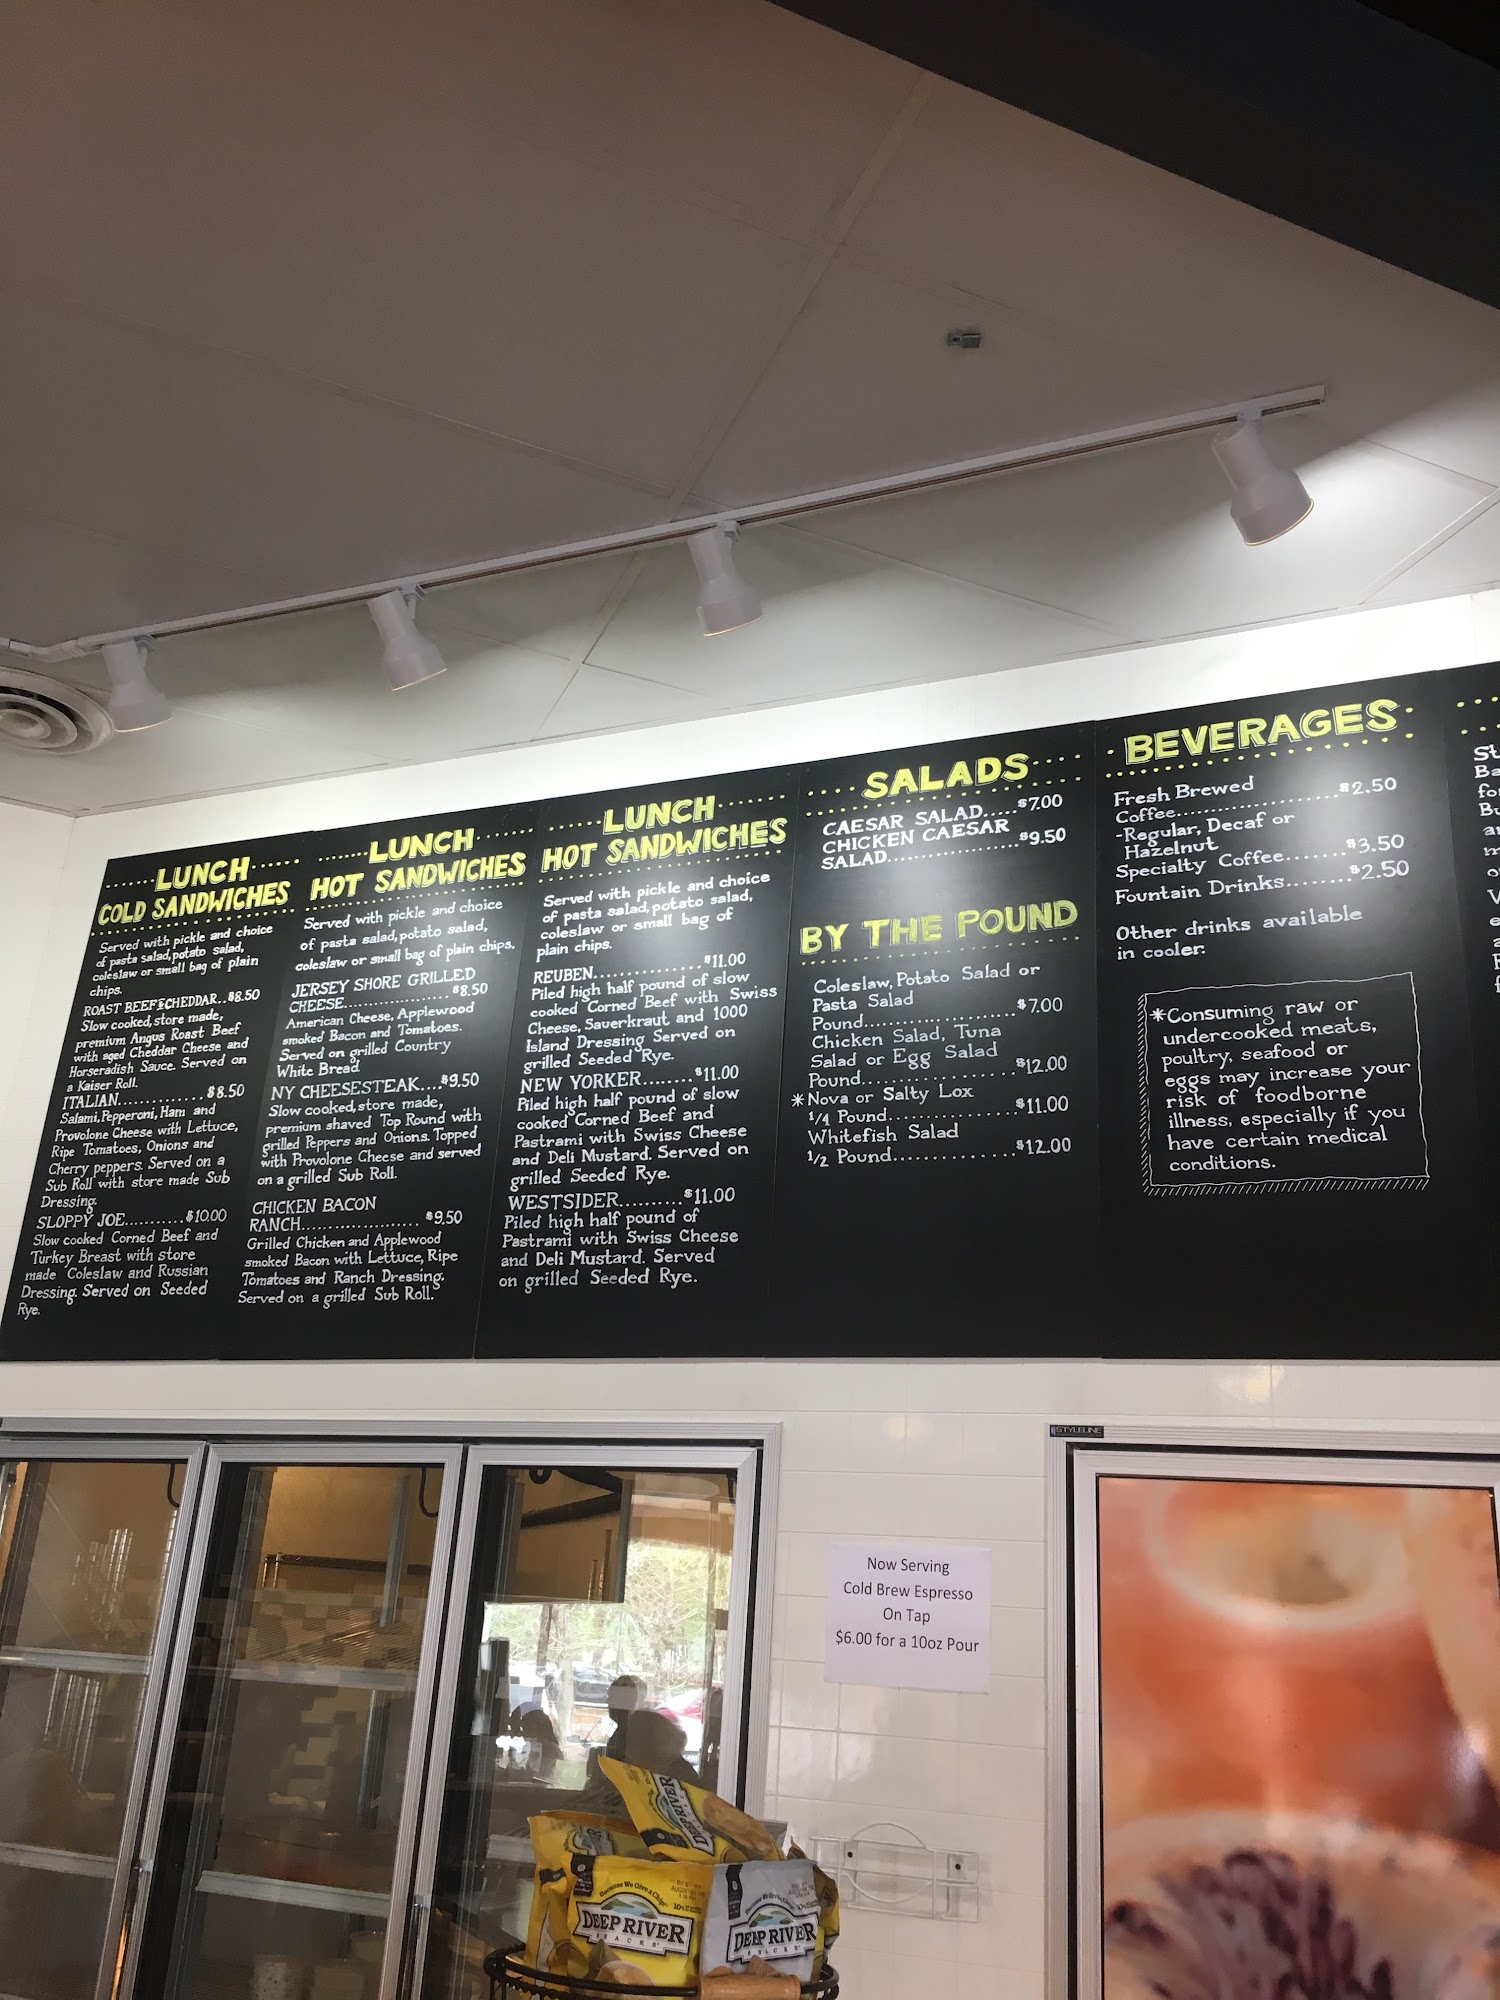 LUNCH
COLD SANDWICHES
Served with pickle and choice
of pasta salad, potato salad,
coleslaw or small bag of plain
chips.
ROAST BEEF & CHEDDAR..$8.50
Slow cooked, store made,
premium Angus Roast Beef
with aged Cheddar Cheese and
Horseradish Sauce. Served on
a Kaiser Roll.
ITALIAN..............$8.50
Salami, Pepperoni, Ham and
Provolone Cheese with Lettuce,
Ripe Tomatoes, Onions and
Cherry peppers. Served on a
Sub Roll with store made Sub
Dressing.
SLOPPY JOE..........$10.00
Slow cooked Corned Beef and
Turkey Breast with store
made Coleslaw and Russian
Dressing. Served on Seeded
Rye.
LUNCH
HOT SANDWICHES
Served with pickle and choice
of pasta salad, potato salad,
coleslaw or small bag of plain chips.
JERSEY SHORE GRILLED
CHEESE....................$8.50
American Cheese, Applewood
smoked Bacon and Tomatoes.
Served on grilled Country
White Bread
NY CHEESESTEAK....$9.50
Slow cooked, store made,
premium shaved Top Round with
grilled Peppers and Onions. Topped
with Provolone Cheese and served
on a grilled Sub Roll.
CHICKEN BACON
RANCH...................... $9.50
Grilled Chicken and Applewood
smoked Bacon with Lettuce, Ripe
Tomatoes and Ranch Dressing.
Served on a grilled Sub Roll.
LUNCH
HOT SANDWICHES
Served with pickle and choice
of pasta salad, potato salad,
coleslaw or small bag of
plain chips.
REUBEN...............$11.00
Piled high half pound of slow
cooked Corned Beef with Swiss
Cheese, Sauerkraut and 1000
Island Dressing Served on
grilled Seeded Rye.
NEW YORKER........$11.00
Piled high half pound of slow
cooked Corned Beef and
Pastrami with Swiss Cheese
and Deli Mustard. Served on
grilled Seeded Rye.
WESTSIDER..........$11.00
Piled high half pound of
Pastrami with Swiss Cheese
and Deli Mustard. Served
on grilled Seeded Rye.
SALADS
CAESAR SALAD.....$7.00
CHICKEN CAESAR
SALAD.................$9.50
BY THE POUND
Coleslaw, Potato Salad or
Pasta Salad
Pound....................$7.00
Chicken Salad, Tuna
Salad or Egg Salad
Pound....................$12.00
*Nova or Salty Lox
1/4 Pound................$11.00
Whitefish Salad
1/2 Pound................$12.00
BEVERAGES
Fresh Brewed
Coffee....................$2.50
-Regular, Decaf or
Hazelnut
Specialty Coffee.......$3.50
Fountain Drinks........$2.50
Other drinks available
in cooler.
*Consuming raw or
undercooked meats,
poultry, seafood or
eggs may increase your
risk of foodborne
illness, especially if you
have certain medical
conditions.
STYLELINE
Now Serving
Cold Brew Espresso
On Tap
$6.00 for a 10oz Pour
DEEP RIVER
Because We Give a Chip
DEEP RIVER
SNACKS
DEEP RIVER
SNACKS